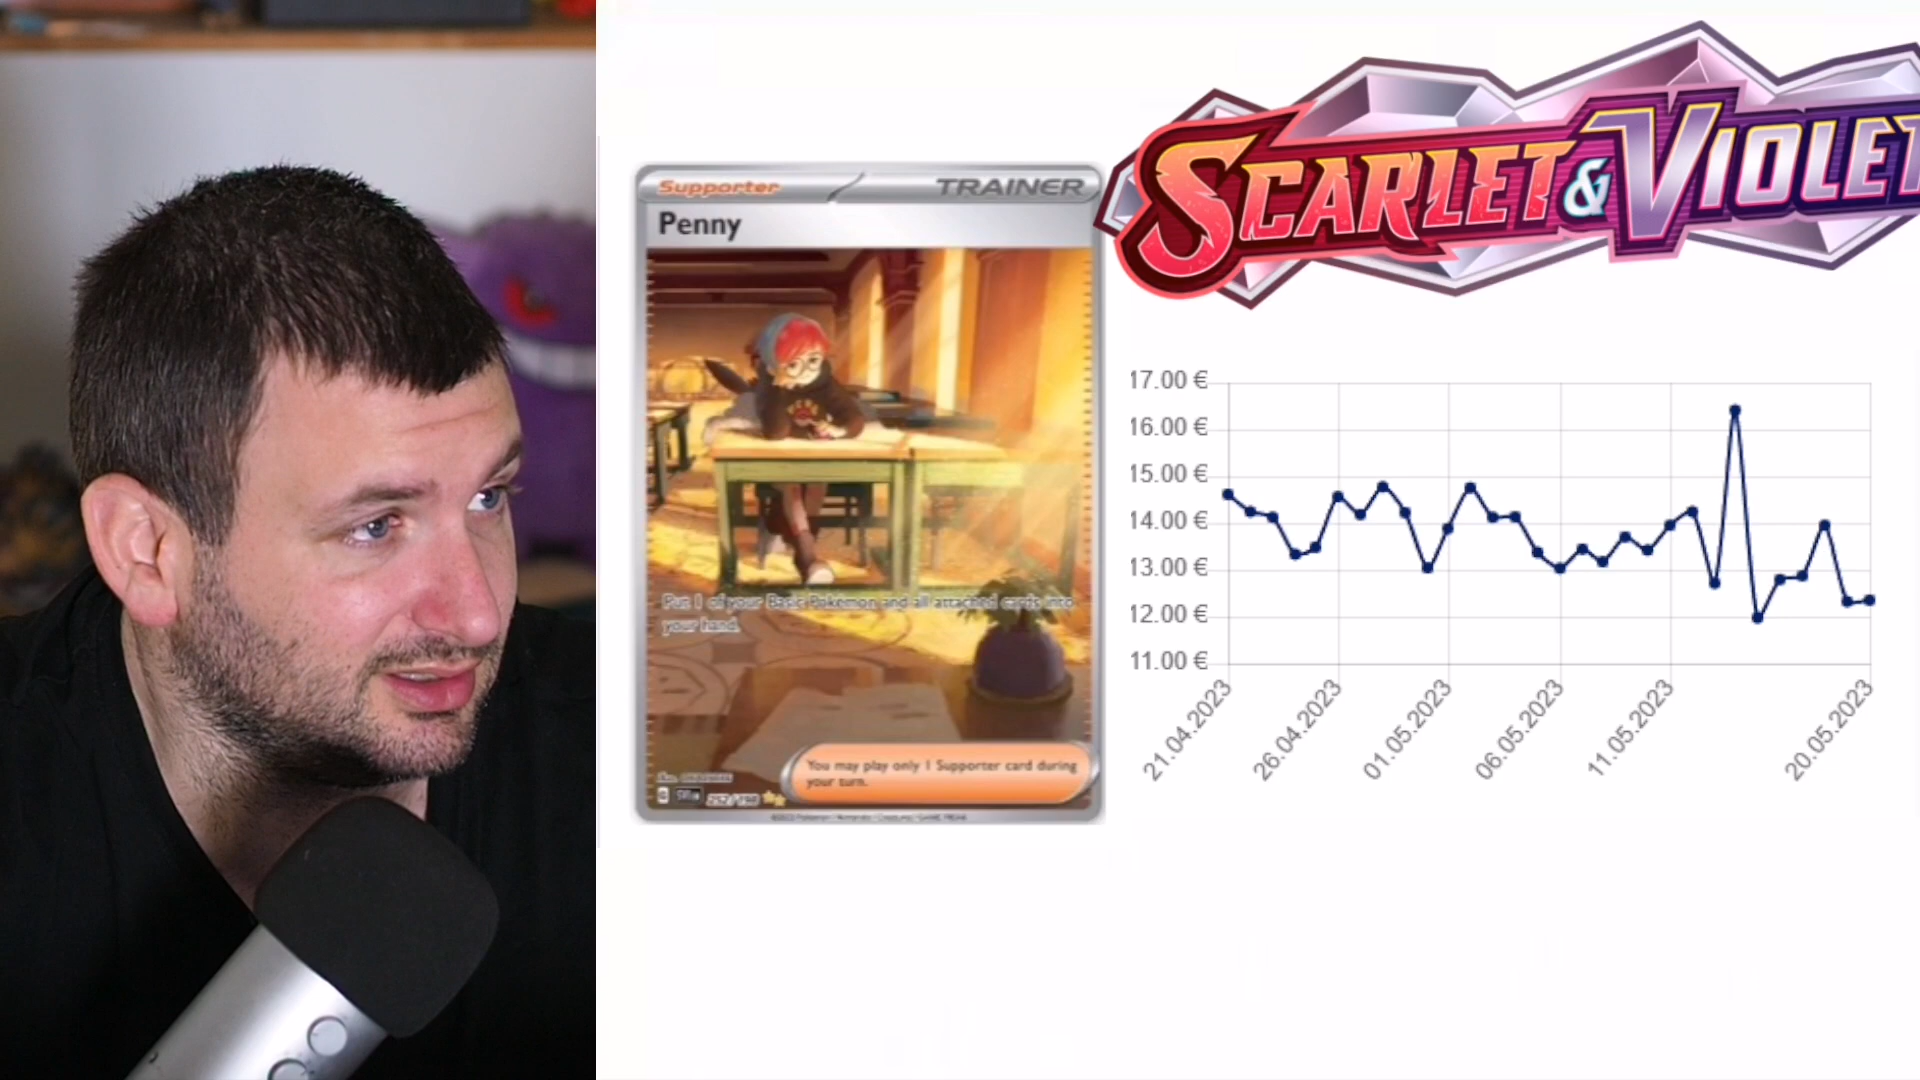 SCARLET & VIOLET
Supporter
TRAINER
Penny
Put 1 of your Basic Pokémon and all attached cards into
your hand.
You may play only 1 Supporter card during
your turn.
252/198
17.00 €
16.00 €
15.00 €
14.00 €
13.00 €
12.00 €
11.00 €
21.04.2023
26.04.2023
01.05.2023
06.05.2023
11.05.2023
20.05.2023